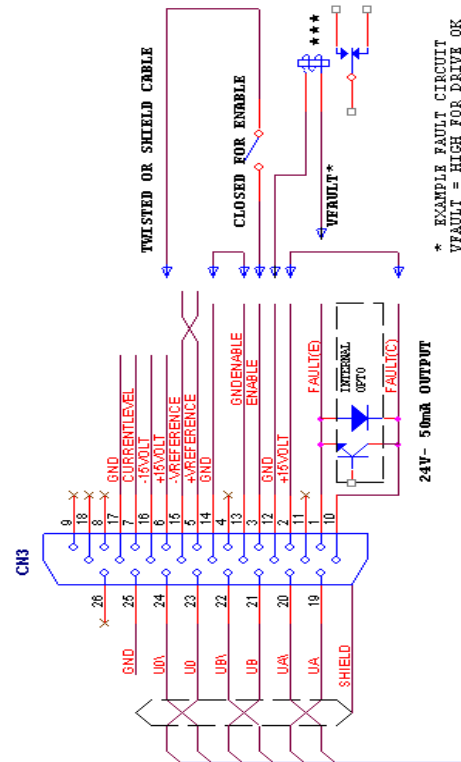 CN3
9
18
26 8
17 GND
25 GND 7 CURRENTLEVEL
16 -15VOLT
TWISTED OR SHIELD CABLE
U0\ 24 6 +15VOLT
15 -VREFERENCE
U0 23 5 +VREFERENCE
14 GND
UB\ 22 4
13 GNDENABLE
CLOSED FOR ENABLE
UB 21 3 ENABLE
12 GND
UA\ 20 2 +15VOLT
11
UA 19 1 FAULT(E)
***
SHIELD 10
INTERNAL
OPTO
VFAULT*
FAULT(C)
24V- 50mA OUTPUT
* EXAMPLE FAULT CIRCUIT
VFAULT = HIGH FOR DRIVE OK